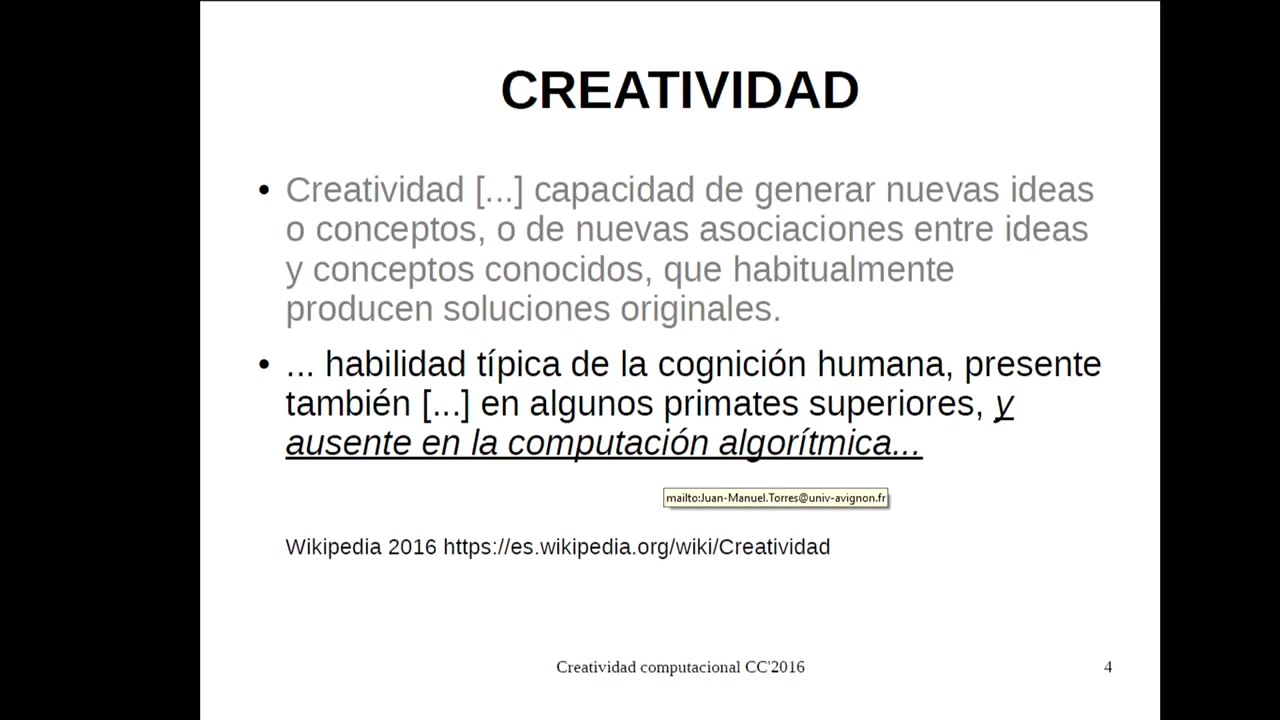 CREATIVIDAD
• Creatividad [...] capacidad de generar nuevas ideas
o conceptos, o de nuevas asociaciones entre ideas
y conceptos conocidos, que habitualmente
producen soluciones originales.
• ... habilidad típica de la cognición humana, presente
también [...] en algunos primates superiores, y
ausente en la computación algorítmica...
mailto:Juan-Manuel.Torres@univ-avignon.fr
Wikipedia 2016 https://es.wikipedia.org/wiki/Creatividad
Creatividad computacional CC'2016
4